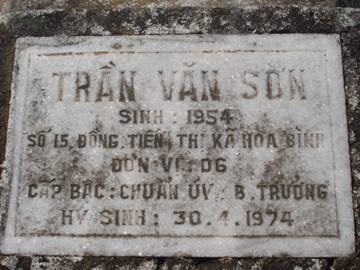 TRẦN VĂN SƠN
SINH : 1954
SỐ 15 ĐỒNG TIẾN THỊ XÃ HÒA BÌNH
ĐƠN VỊ: D6
CẤP BẬC: CHUẨN ÚY B. TRƯỞNG
HY SINH : 30.4.1974